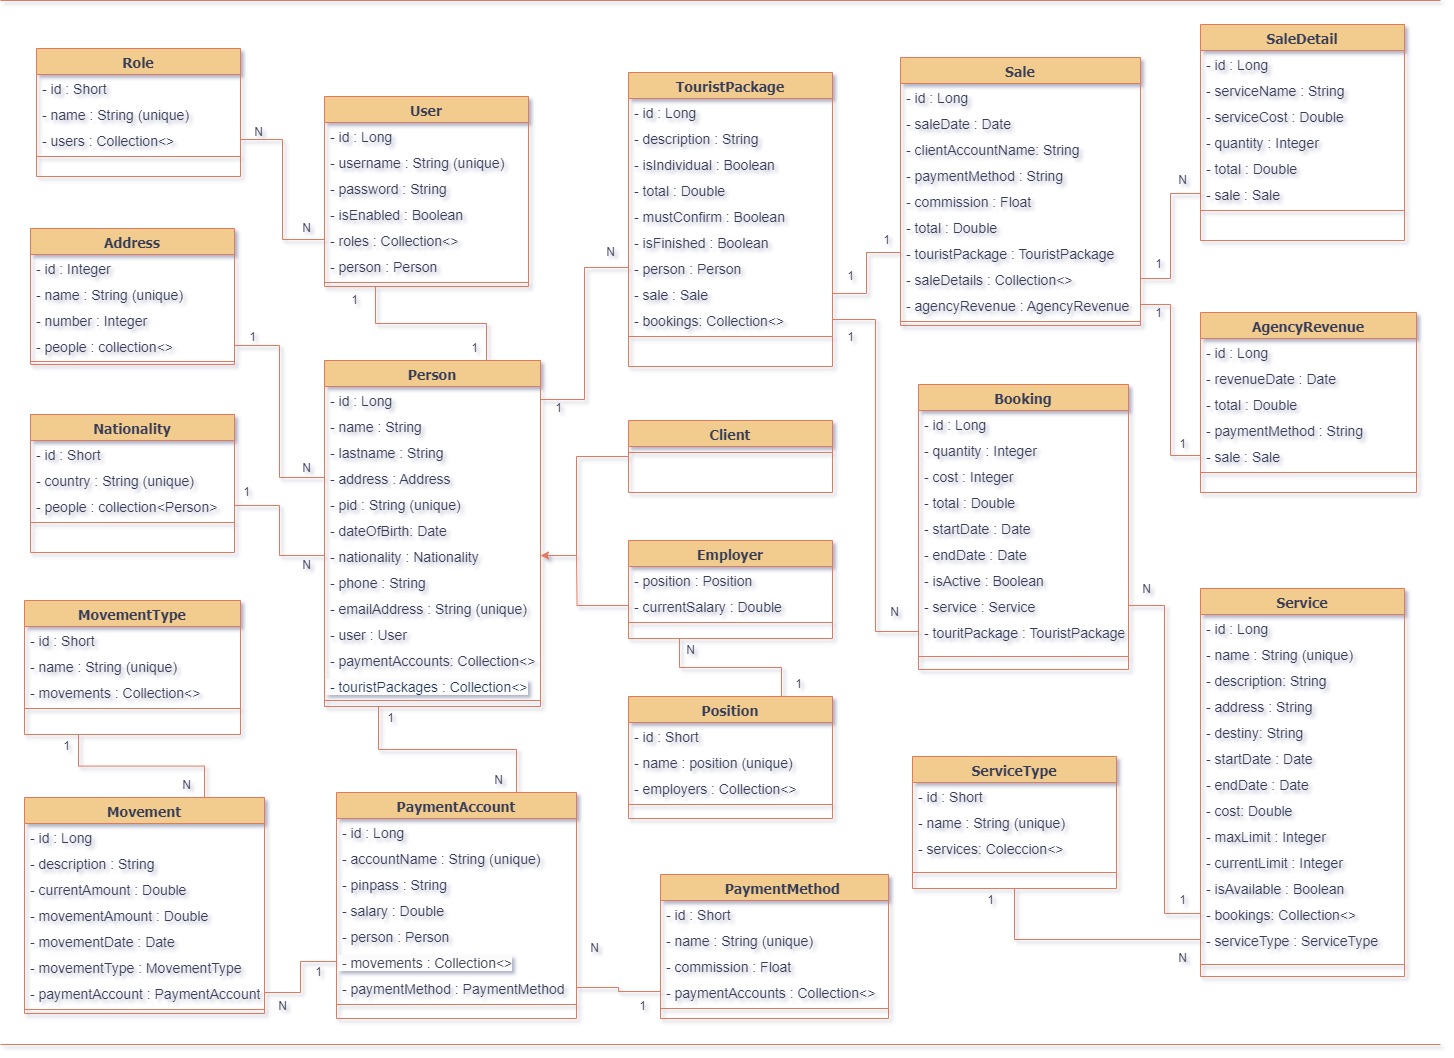 Role
- id : Short
- name : String (unique)
- users : Collection<>
N
N
User
- id : Long
- username : String (unique)
- password : String
- isEnabled : Boolean
- roles : Collection<>
- person : Person
1
1
Address
- id : Integer
- name : String (unique)
- number : Integer
- people : collection<>
1
N
Nationality
- id : Short
- country : String (unique)
- people : collection<Person>
1
N
Person
- id : Long
- name : String
- lastname : String
- address : Address
- pid : String (unique)
- dateOfBirth: Date
- nationality : Nationality
- phone : String
- emailAddress : String (unique)
- user : User
- paymentAccounts: Collection<>
- touristPackages : Collection<>
1
N
1
N
MovementType
- id : Short
- name : String (unique)
- movements : Collection<>
1
N
Movement
- id : Long
- description : String
- currentAmount : Double
- movementAmount : Double
- movementDate : Date
- movementType : MovementType
- paymentAccount : PaymentAccount
N
1
PaymentAccount
- id : Long
- accountName : String (unique)
- pinpass : String
- salary : Double
- person : Person
- movements : Collection<>
- paymentMethod : PaymentMethod
N
1
PaymentMethod
- id : Short
- name : String (unique)
- commission : Float
- paymentAccounts : Collection<>
TouristPackage
- id : Long
- description : String
- isIndividual : Boolean
- total : Double
- mustConfirm : Boolean
- isFinished : Boolean
- person : Person
- sale : Sale
- bookings: Collection<>
1
1
1
N
Client
Employer
- position : Position
- currentSalary : Double
N
1
Position
- id : Short
- name : position (unique)
- employers : Collection<>
Sale
- id : Long
- saleDate : Date
- clientAccountName: String
- paymentMethod : String
- commission : Float
- total : Double
- touristPackage : TouristPackage
- saleDetails : Collection<>
- agencyRevenue : AgencyRevenue
N
1
1
1
SaleDetail
- id : Long
- serviceName : String
- serviceCost : Double
- quantity : Integer
- total : Double
- sale : Sale
AgencyRevenue
- id : Long
- revenueDate : Date
- total : Double
- paymentMethod : String
- sale : Sale
Booking
- id : Long
- quantity : Integer
- cost : Integer
- total : Double
- startDate : Date
- endDate : Date
- isActive : Boolean
- service : Service
- touritPackage : TouristPackage
N
1
ServiceType
- id : Short
- name : String (unique)
- services: Coleccion<>
1
N
Service
- id : Long
- name : String (unique)
- description: String
- address : String
- destiny: String
- startDate : Date
- endDate : Date
- cost: Double
- maxLimit : Integer
- currentLimit : Integer
- isAvailable : Boolean
- bookings: Collection<>
- serviceType : ServiceType